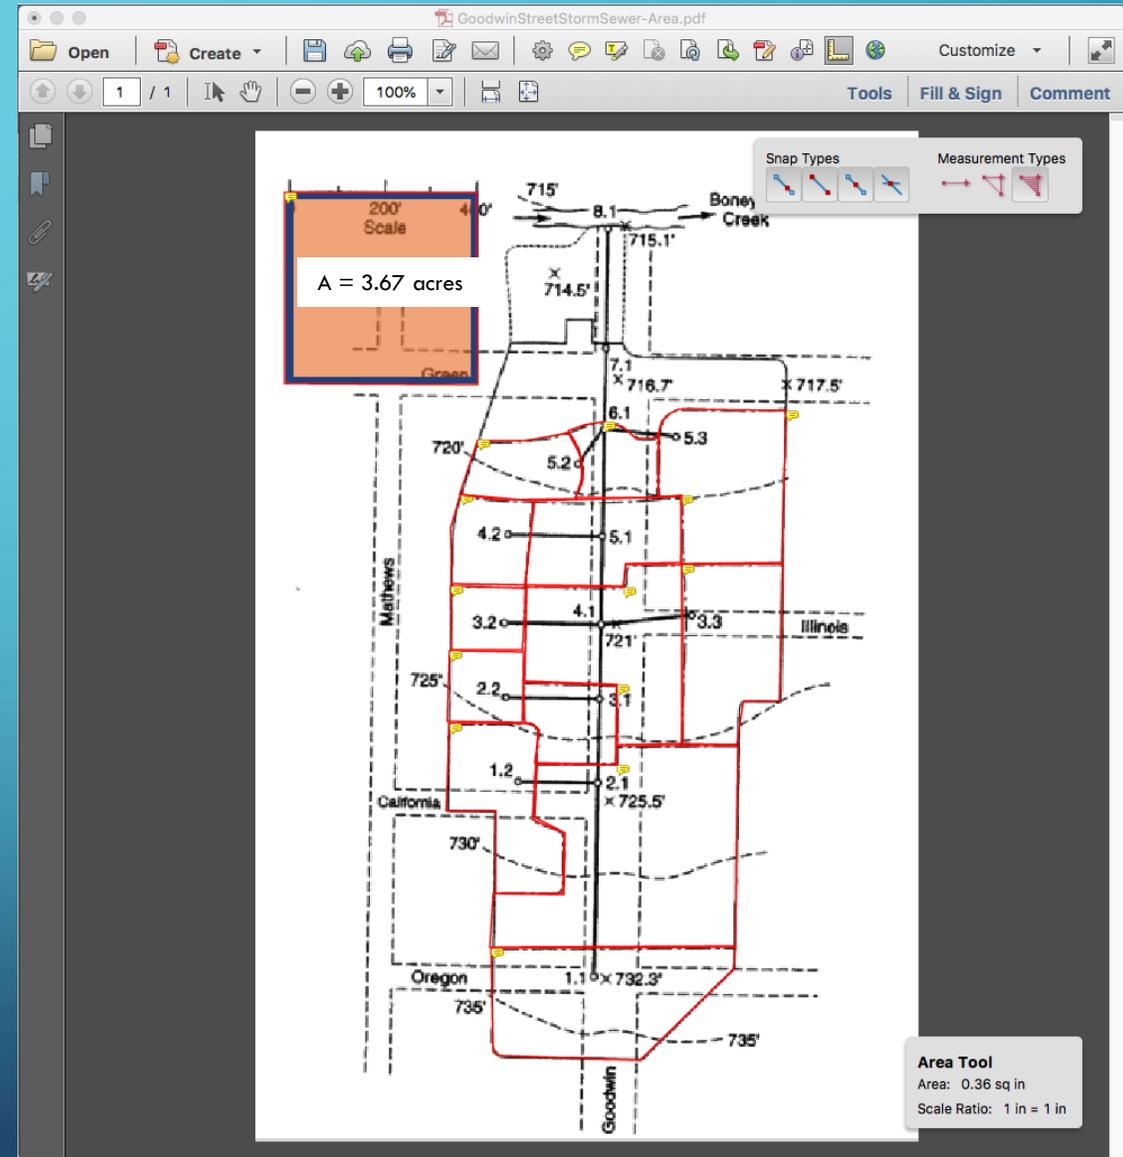 GoodwinStreetStormSewer-Area.pdf
Open
Create
Customize
1 / 1
100%
Tools
Fill & Sign
Comment
Snap Types
Measurement Types
200'
Scale
A = 3.67 acres
715'
8.1
Boney
Creek
715.1'
714.5'
Green
7.1
716.7'
717.5'
6.1
720'
5.2
5.3
4.2
5.1
Mathews
4.1
3.2
721'
3.3
Illinois
725'
2.2
3.1
1.2
2.1
California
725.5'
730'
Oregon
1.1
732.3'
735'
735'
Goodwin
Area Tool
Area: 0.36 sq in
Scale Ratio: 1 in = 1 in